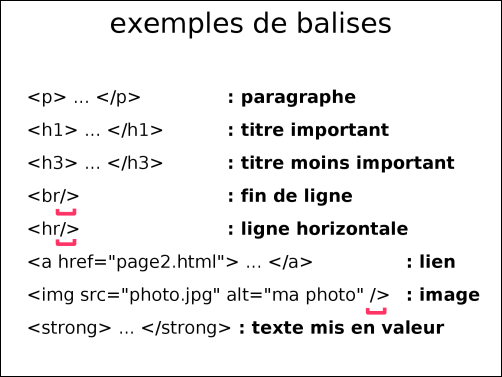 exemples de balises
<p> ... </p> : paragraphe
<h1> ... </h1> : titre important
<h3> ... </h3> : titre moins important
<br/> : fin de ligne
<hr/> : ligne horizontale
<a href="page2.html"> ... </a> : lien
<img src="photo.jpg" alt="ma photo" /> : image
<strong> ... </strong> : texte mis en valeur